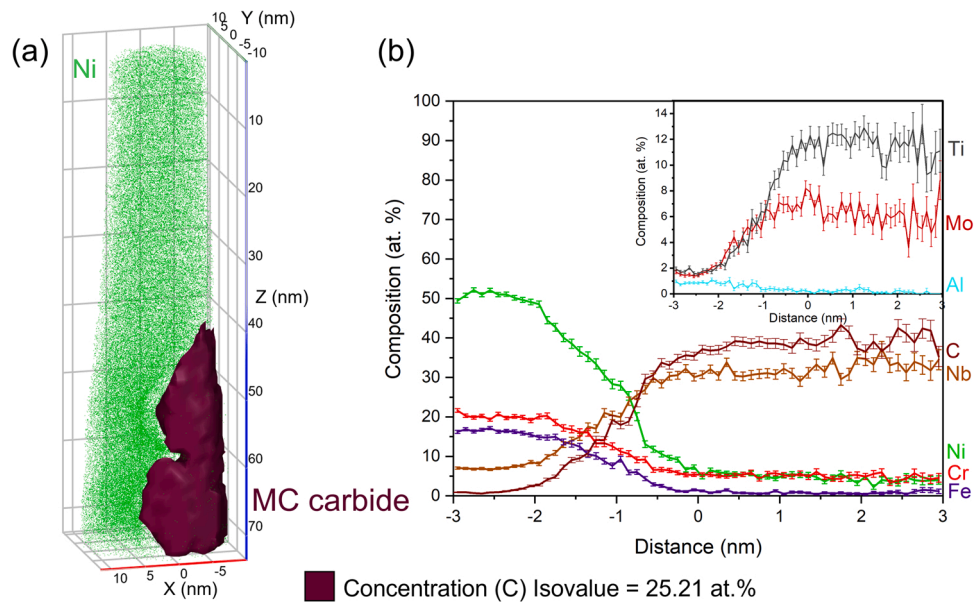 (a)
Y (nm)
10
5
0
-5
-10
Ni
10
20
30
Z (nm)
40
50
60
70
MC carbide
10
5
0
-5
X (nm)
(b)
100
90
80
70
60
50
40
30
20
10
0
Composition (at. %)
-3
-2
-1
0
1
2
3
Distance (nm)
14
12
10
8
6
4
2
0
Composition (at. %)
-3
-2
-1
0
1
2
3
Distance (nm)
Ti
Mo
Al
C
Nb
Ni
Cr
Fe
Concentration (C) Isovalue = 25.21 at.%